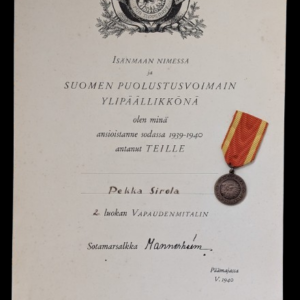 ISÄNMAAN NIMESSÄ
ja
SUOMEN PUOLUSTUSVOIMAIN
YLIPÄÄLLIKKÖNÄ
olen minä
ansioistanne sodassa 1939-1940
antanut TEILLE
Pekka Sirola
2. luokan VAPAUDENMITALIN
Sotamarsalkka Mannerheim.
Päämajassa
V. 1940